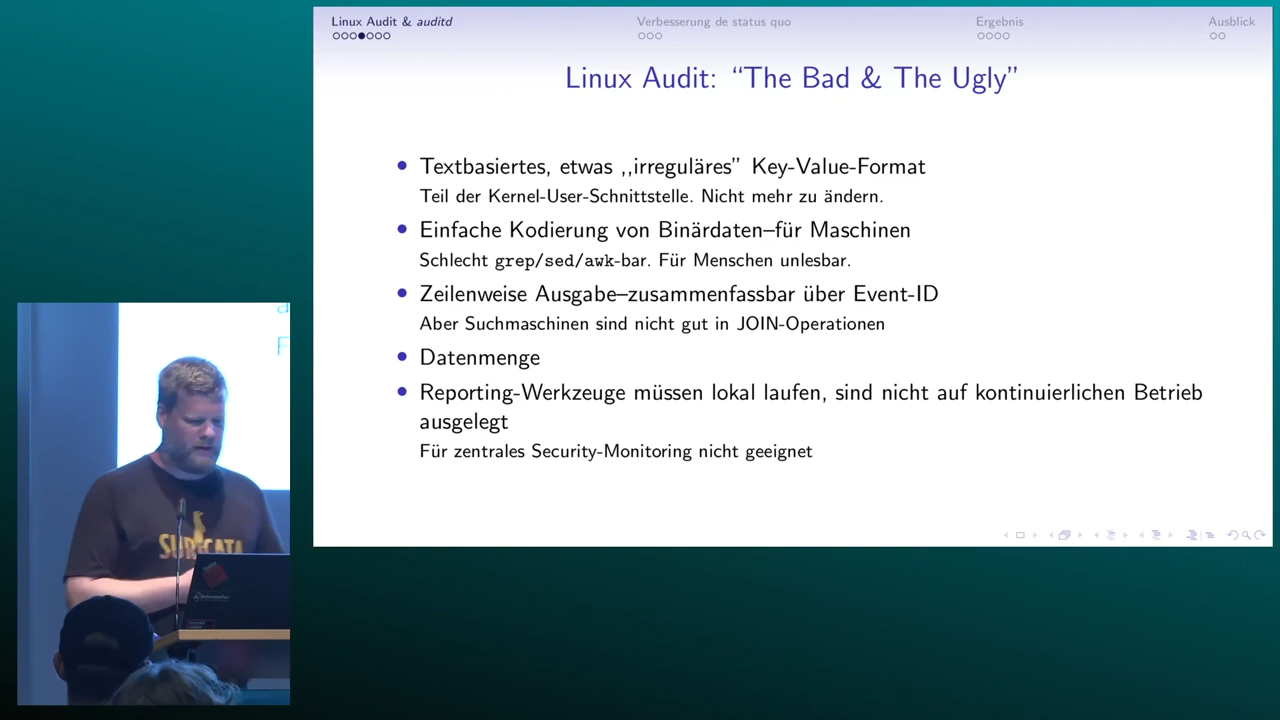 Linux Audit & auditd
Verbesserung de status quo
Ergebnis
Ausblick
Linux Audit: “The Bad & The Ugly”
Textbasiertes, etwas ,,irreguläres” Key-Value-Format
Teil der Kernel-User-Schnittstelle. Nicht mehr zu ändern.
Einfache Kodierung von Binärdaten–für Maschinen
Schlecht grep/sed/awk-bar. Für Menschen unlesbar.
Zeilenweise Ausgabe–zusammenfassbar über Event-ID
Aber Suchmaschinen sind nicht gut in JOIN-Operationen
Datenmenge
Reporting-Werkzeuge müssen lokal laufen, sind nicht auf kontinuierlichen Betrieb
ausgelegt
Für zentrales Security-Monitoring nicht geeignet
SURICATA